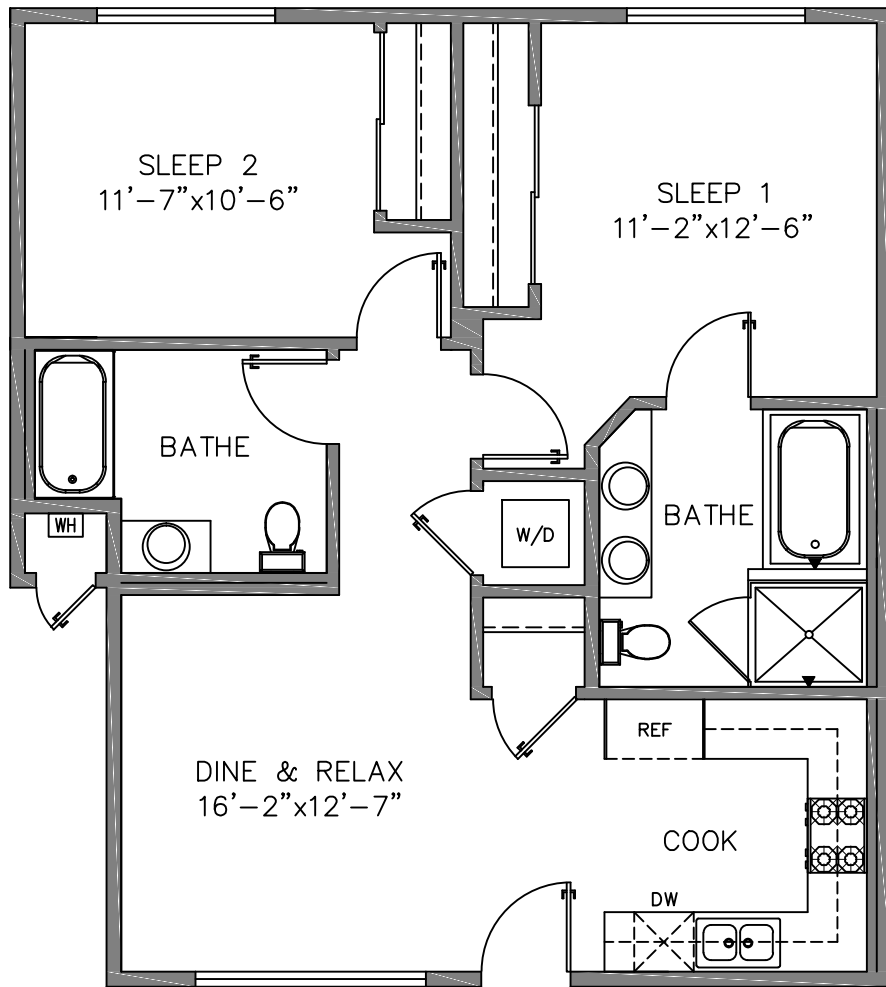 SLEEP 2
11'-7"x10'-6"
SLEEP 1
11'-2"x12'-6"
BATHE
WH
W/D
BATHE
REF
DINE & RELAX
16'-2"x12'-7"
COOK
DW